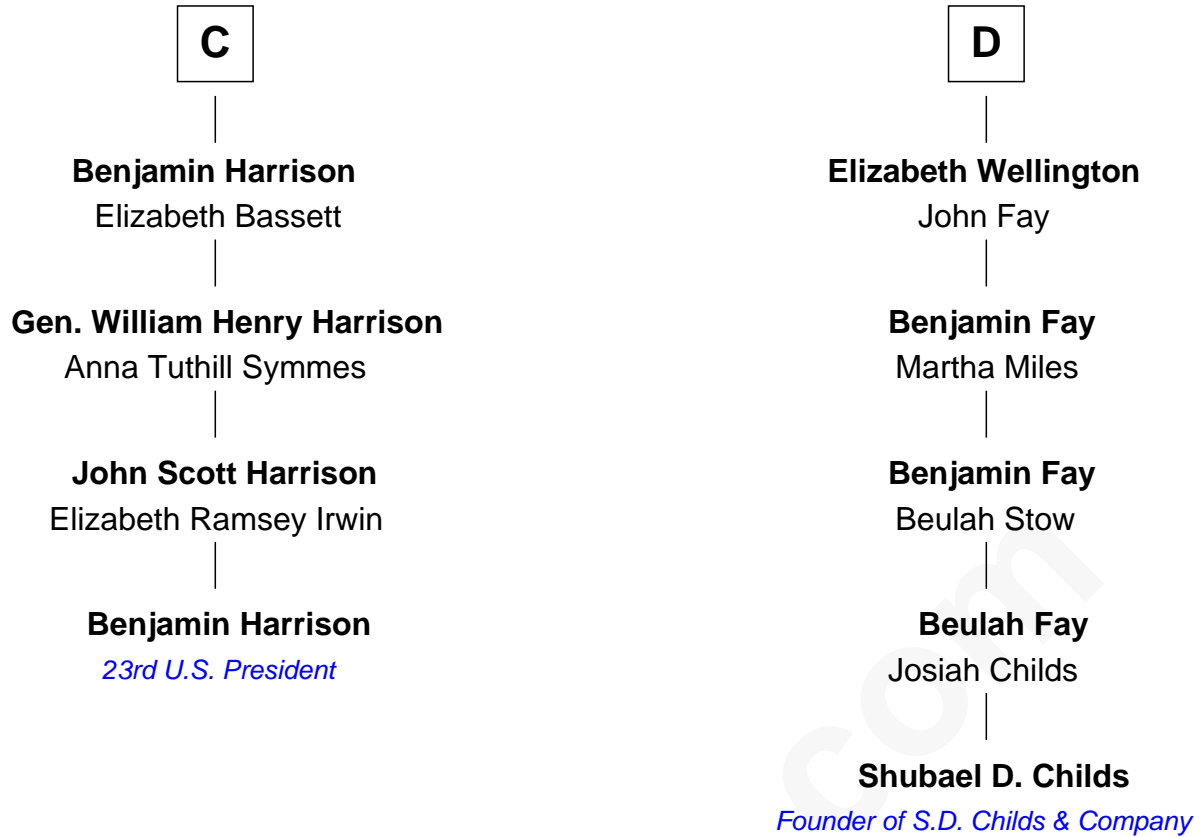 C
Benjamin Harrison
Elizabeth Bassett
Gen. William Henry Harrison
Anna Tuthill Symmes
John Scott Harrison
Elizabeth Ramsey Irwin
Benjamin Harrison
23rd U.S. President
D
Elizabeth Wellington
John Fay
Benjamin Fay
Martha Miles
Benjamin Fay
Beulah Stow
Beulah Fay
Josiah Childs
Shubael D. Childs
Founder of S.D. Childs & Company
com